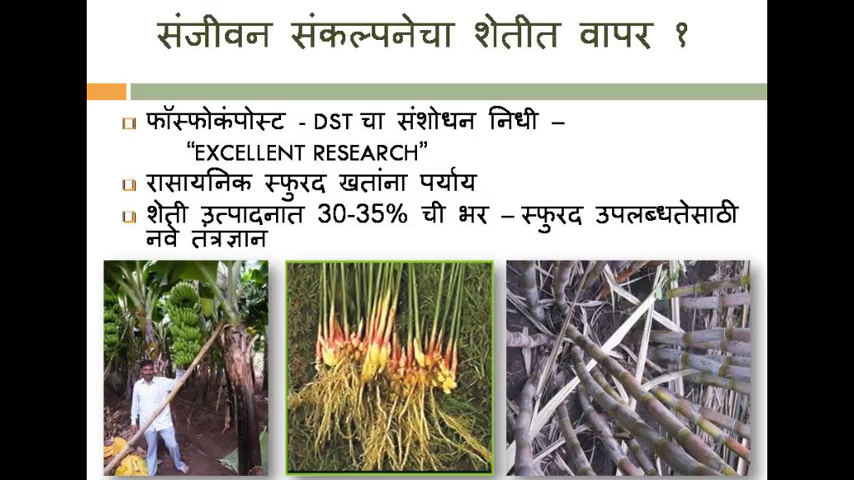 संजीवन संकल्पनेचा शेतीत वापर १
फॉस्फोकंपोस्ट - DST चा संशोधन निधी –
“EXCELLENT RESEARCH”
रासायनिक स्फुरद खतांना पर्याय
शेती उत्पादनात 30-35% ची भर – स्फुरद उपलब्धतेसाठी
नवे तंत्रज्ञान